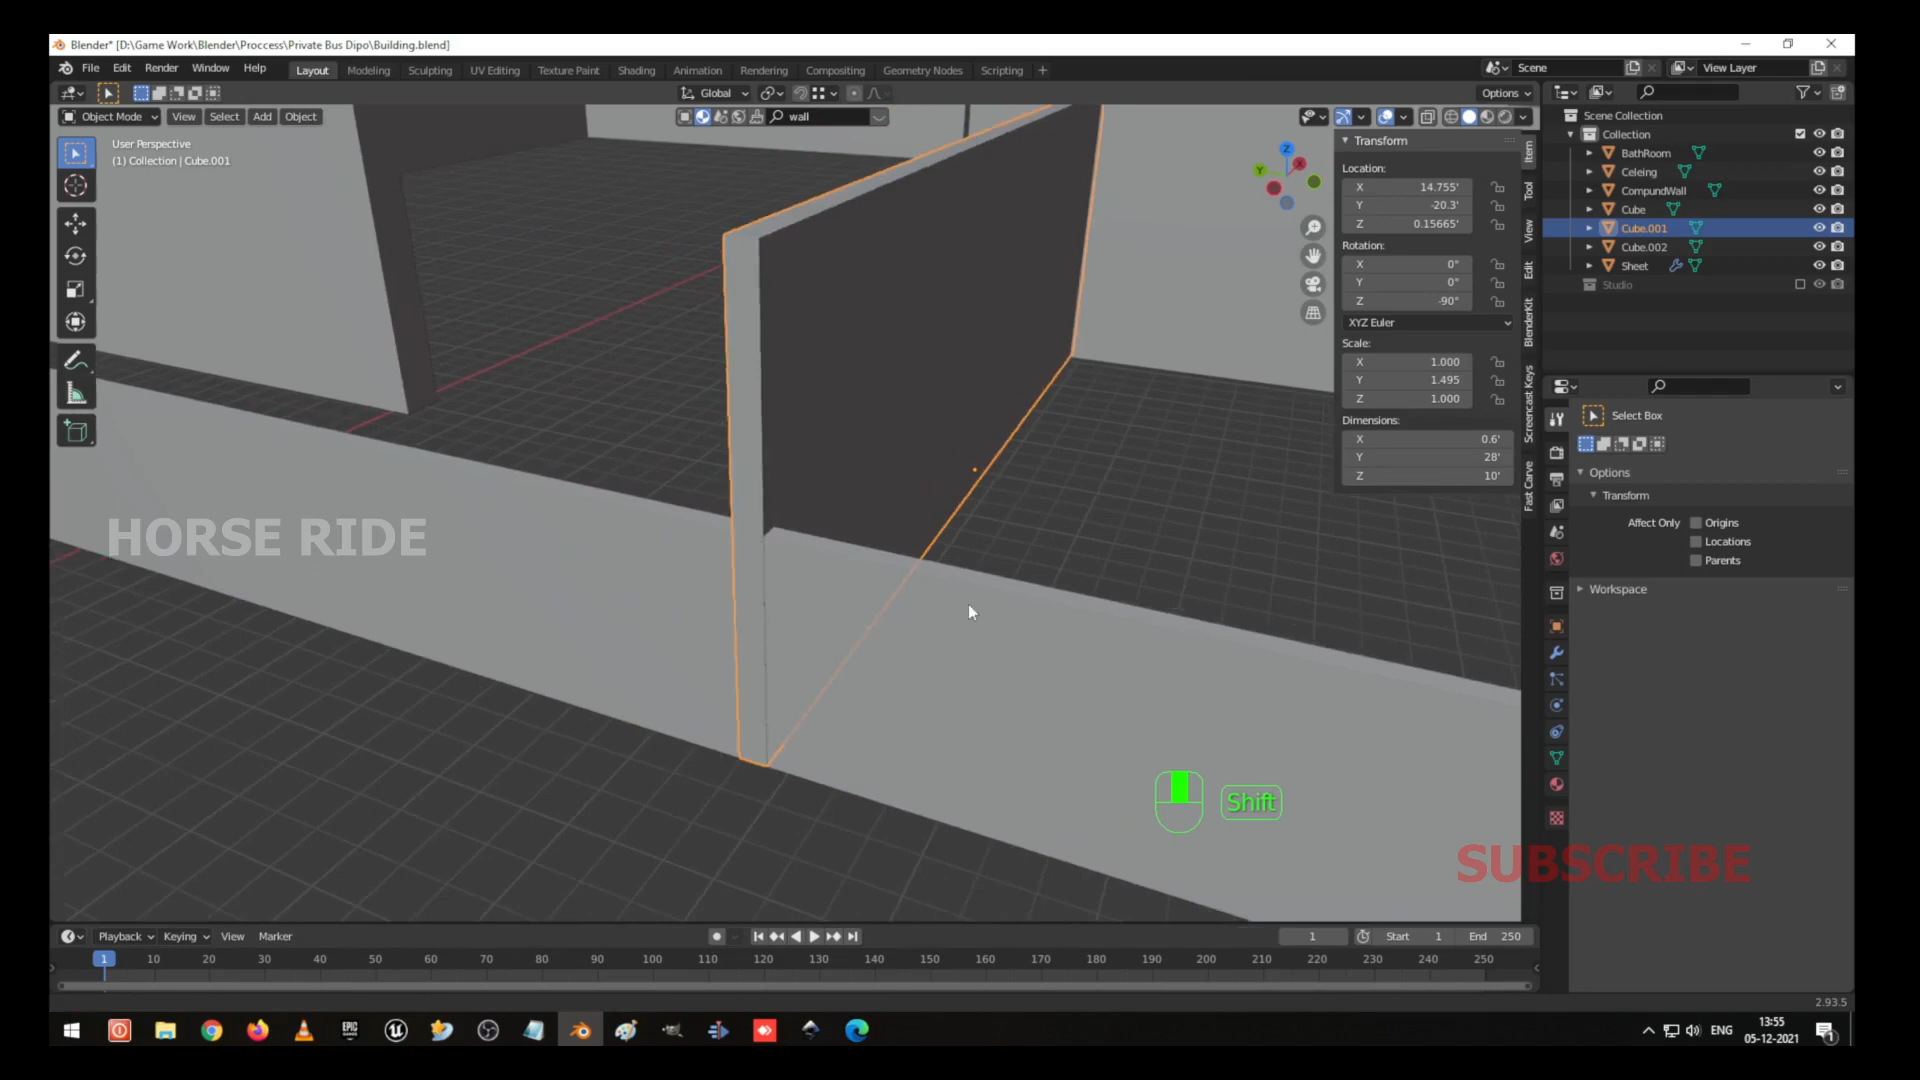 Blender* [D:\Game Work\Blender\Proccess\Private Bus Dipo\Building.blend]
File Edit Render Window Help
Layout Modeling Sculpting UV Editing Texture Paint Shading Animation Rendering Compositing Geometry Nodes Scripting +
Scene
View Layer
Global
Options
Object Mode View Select Add Object
wall
User Perspective
(1) Collection | Cube.001
Z
Y
X
Transform
Location:
X 14.755'
Y -20.3'
Z 0.15665'
Rotation:
X 0°
Y 0°
Z -90°
XYZ Euler
Scale:
X 1.000
Y 1.495
Z 1.000
Dimensions:
X 0.6'
Y 28'
Z 10'
Item
Tool
View
Edit
BlenderKit
Screencast Keys
Fast Carve
Scene Collection
Collection
BathRoom
Celeing
CompundWall
Cube
Cube.001
Cube.002
Sheet
Studio
Select Box
Options
Transform
Affect Only Origins
Locations
Parents
Workspace
HORSE RIDE
Shift
SUBSCRIBE
Playback Keying View Marker
1
Start 1
End 250
1 10 20 30 40 50 60 70 80 90 100 110 120 130 140 150 160 170 180 190 200 210 220 230 240 250
2.93.5
EPIC
ENG
13:55
05-12-2021
1